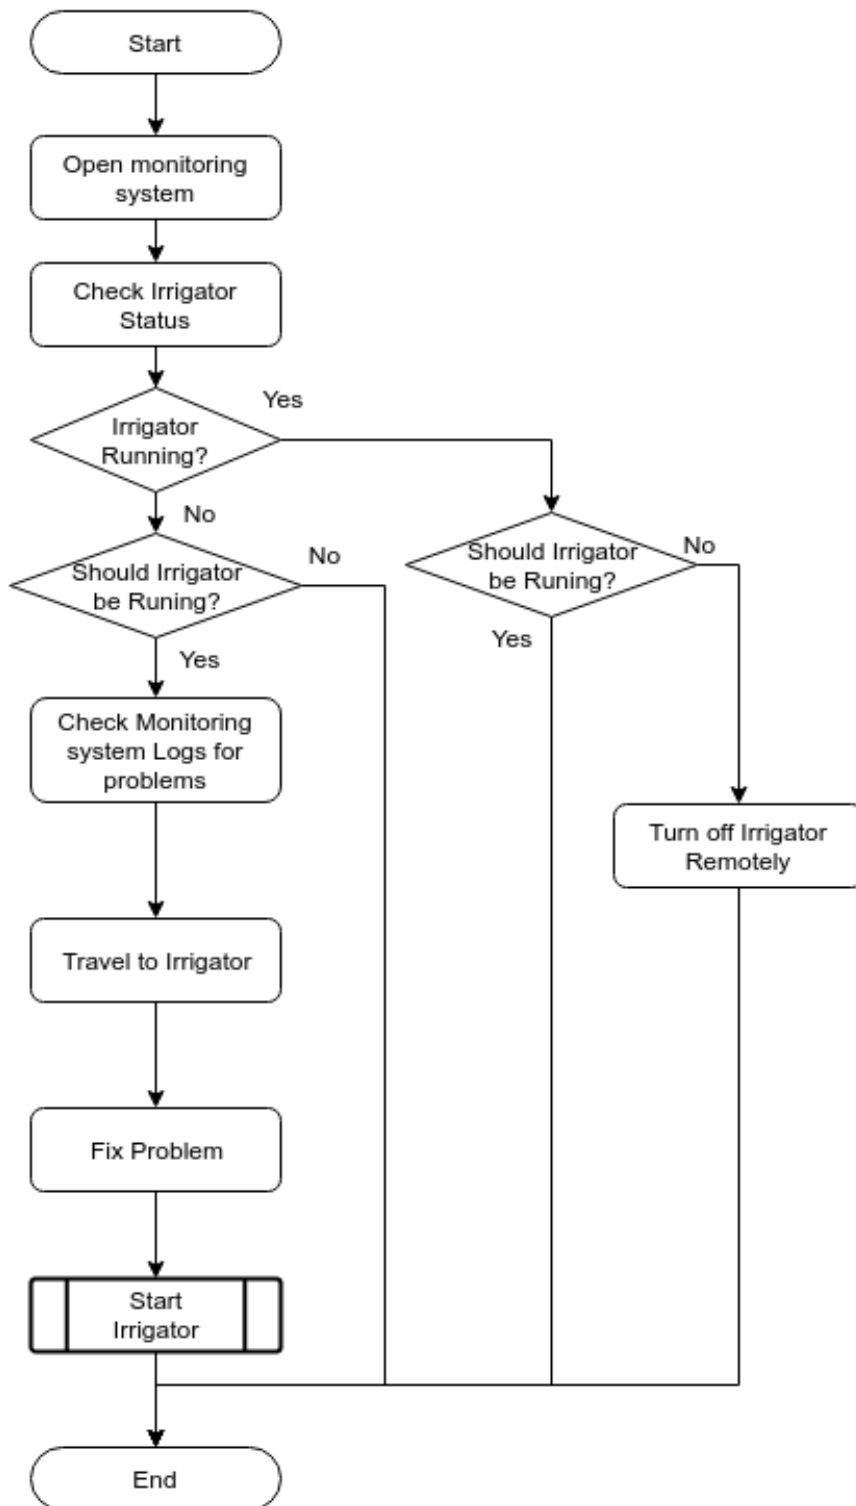 Start
Open monitoring
system
Check Irrigator
Status
Yes
Irrigator
Running?
No
Should Irrigator
be Runing?
No
Yes
Should Irrigator
be Runing?
No
Yes
Check Monitoring
system Logs for
problems
Turn off Irrigator
Remotely
Travel to Irrigator
Fix Problem
Start
Irrigator
End